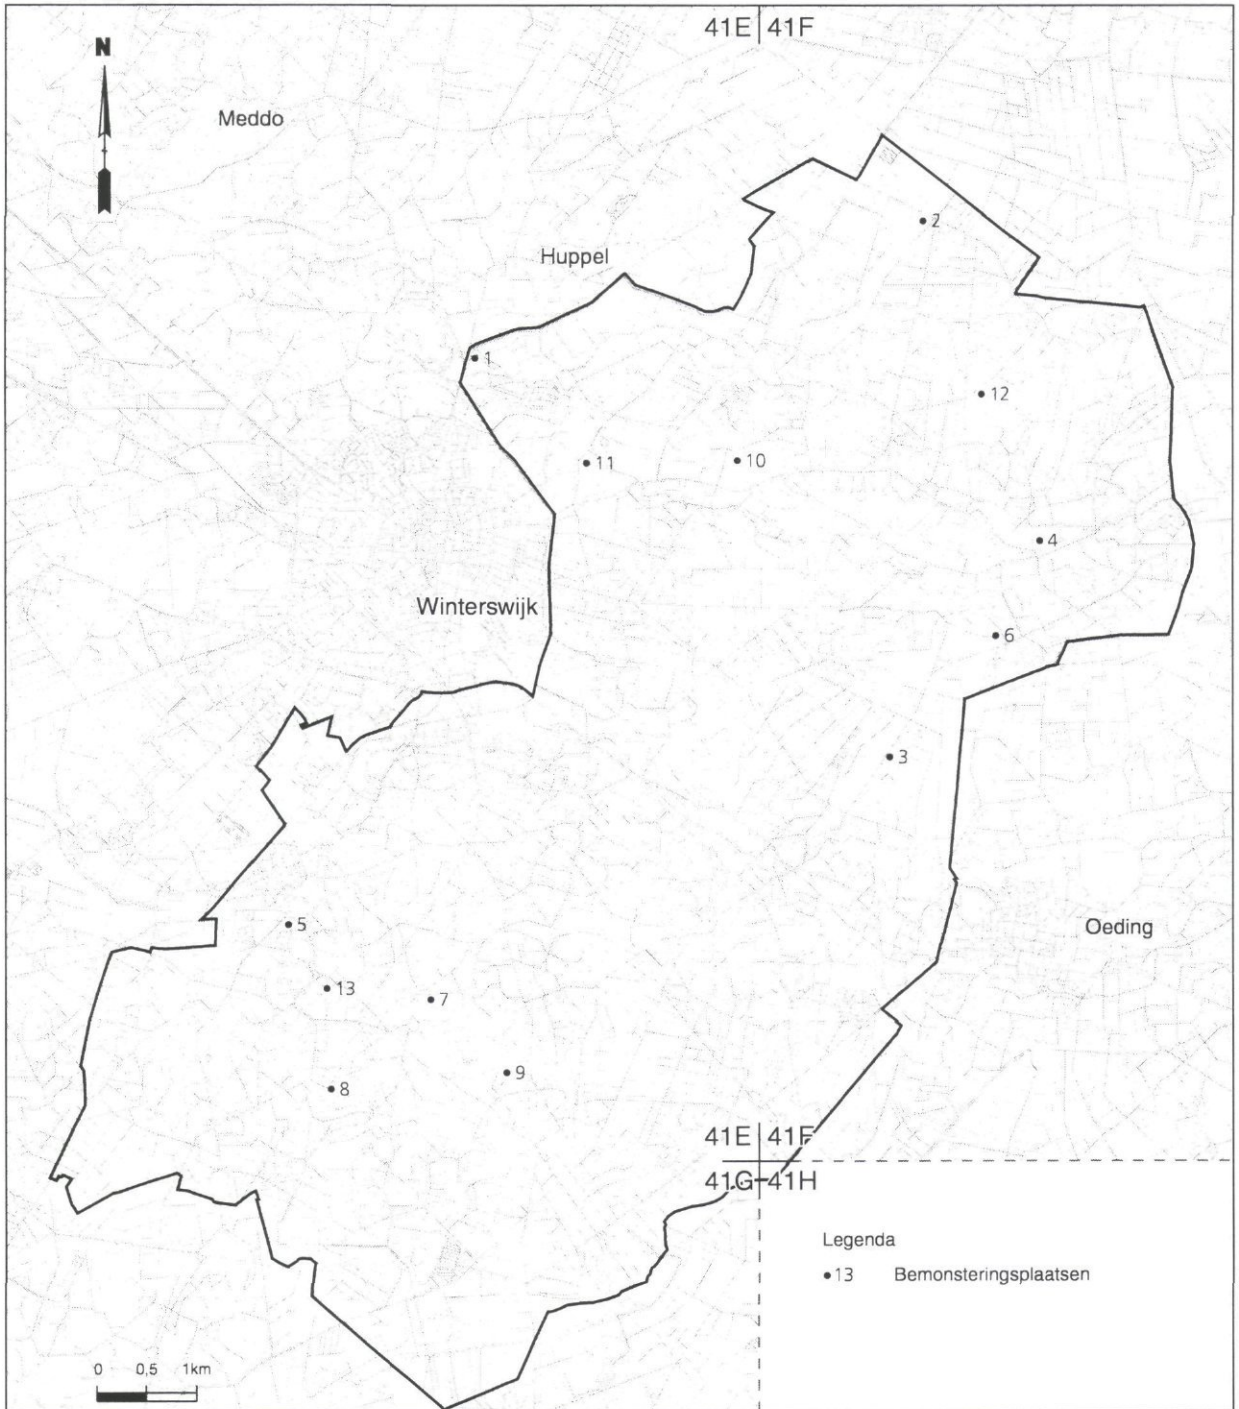 41E 41F
N
Meddo
2
Huppel
1
12
11
10
4
Winterswijk
6
3
5
Oeding
13
7
9
8
41E 41F
41G 41H
Legenda
13 Bemonsteringsplaatsen
0 0,5 1km